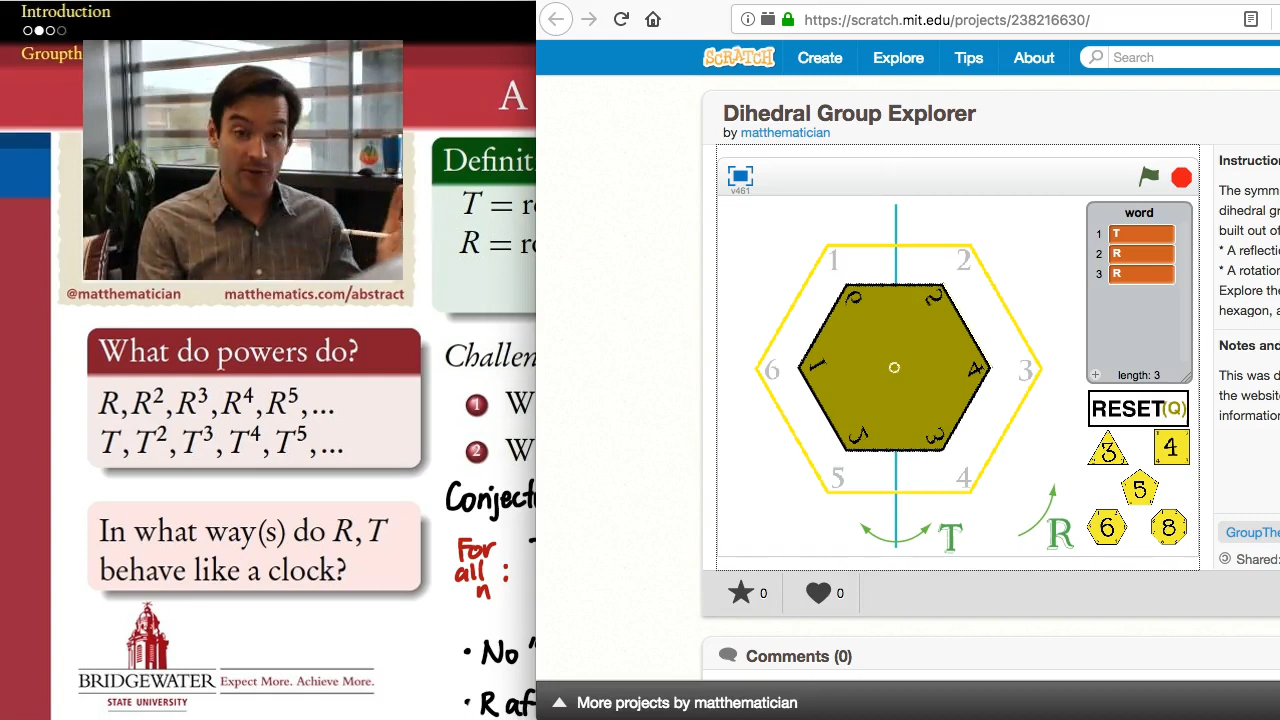 Introduction
Groupth
A
@matthematician matthematics.com/abstract
Definit
T = r
R = r
What do powers do?
R, R², R³, R⁴, R⁵, ...
T, T², T³, T⁴, T⁵, ...
In what way(s) do R, T
behave like a clock?
BRIDGEWATER
STATE UNIVERSITY
Expect More. Achieve More.
Challen
1 W
2 W
Conject
For
all :
n
• No "
• R af
https://scratch.mit.edu/projects/238216630/
SCRATCH Create Explore Tips About Search
Dihedral Group Explorer
by matthematician
v461
1 2
6 3
5 4
6 2
1 4
5 3
T
R
word
1 T
2 R
3 R
+ length: 3
RESET(Q)
3 4
5
6 8
Instructio
The symm
dihedral gr
built out of
* A reflecti
* A rotation
Explore the
hexagon, a
Notes and
This was d
the website
informatio
GroupThe
Shared:
0 0
Comments (0)
More projects by matthematician